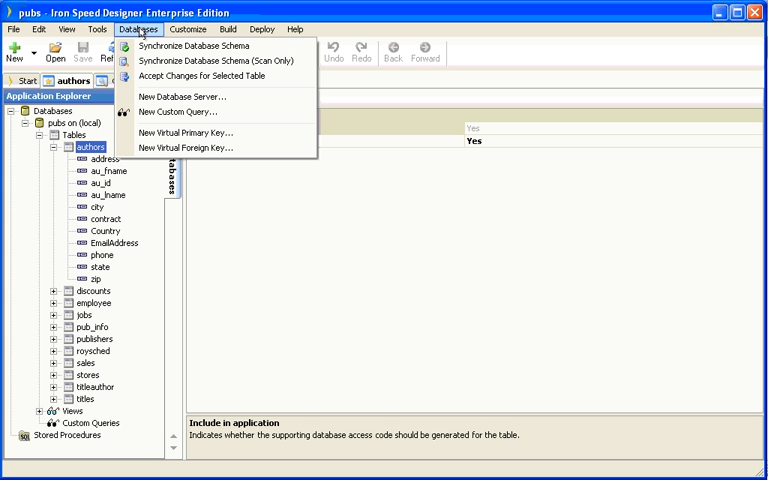 pubs - Iron Speed Designer Enterprise Edition
File Edit View Tools Databases Customize Build Deploy Help
New Open Save Undo Redo Back Forward
Synchronize Database Schema
Synchronize Database Schema (Scan Only)
Accept Changes for Selected Table
New Database Server...
New Custom Query...
New Virtual Primary Key...
New Virtual Foreign Key...
Start authors
Application Explorer
Databases
pubs on (local)
Tables
authors
address
au_fname
au_id
au_lname
city
contract
Country
EmailAddress
phone
state
zip
discounts
employee
jobs
pub_info
publishers
roysched
sales
stores
titleauthor
titles
Views
Custom Queries
Stored Procedures
Yes
Yes
Include in application
Indicates whether the supporting database access code should be generated for the table.